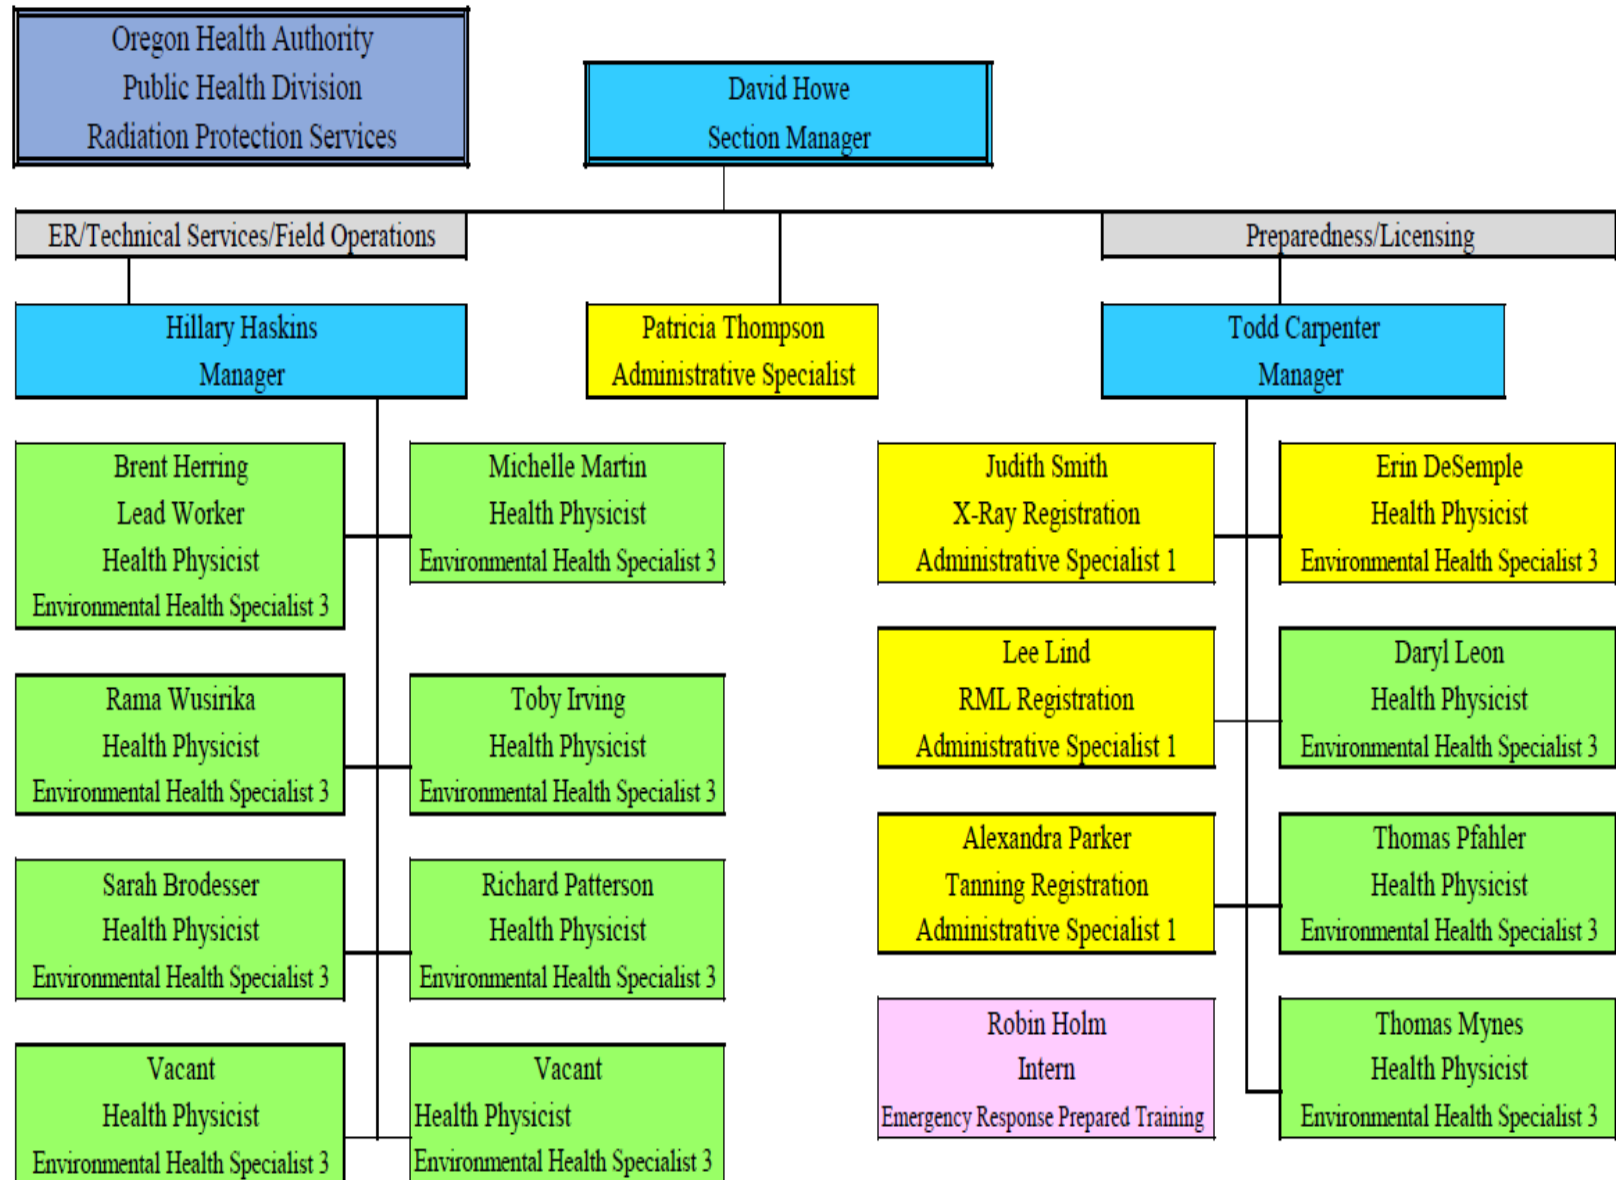 Oregon Health Authority
Public Health Division
Radiation Protection Services
David Howe
Section Manager
ER/Technical Services/Field Operations
Preparedness/Licensing
Hillary Haskins
Manager
Patricia Thompson
Administrative Specialist
Todd Carpenter
Manager
Brent Herring
Lead Worker
Health Physicist
Environmental Health Specialist 3
Michelle Martin
Health Physicist
Environmental Health Specialist 3
Judith Smith
X-Ray Registration
Administrative Specialist 1
Erin DeSemple
Health Physicist
Environmental Health Specialist 3
Rama Wusirika
Health Physicist
Environmental Health Specialist 3
Toby Irving
Health Physicist
Environmental Health Specialist 3
Lee Lind
RML Registration
Administrative Specialist 1
Daryl Leon
Health Physicist
Environmental Health Specialist 3
Sarah Brodesser
Health Physicist
Environmental Health Specialist 3
Richard Patterson
Health Physicist
Environmental Health Specialist 3
Alexandra Parker
Tanning Registration
Administrative Specialist 1
Thomas Pfahler
Health Physicist
Environmental Health Specialist 3
Vacant
Health Physicist
Environmental Health Specialist 3
Vacant
Health Physicist
Environmental Health Specialist 3
Robin Holm
Intern
Emergency Response Prepared Training
Thomas Mynes
Health Physicist
Environmental Health Specialist 3